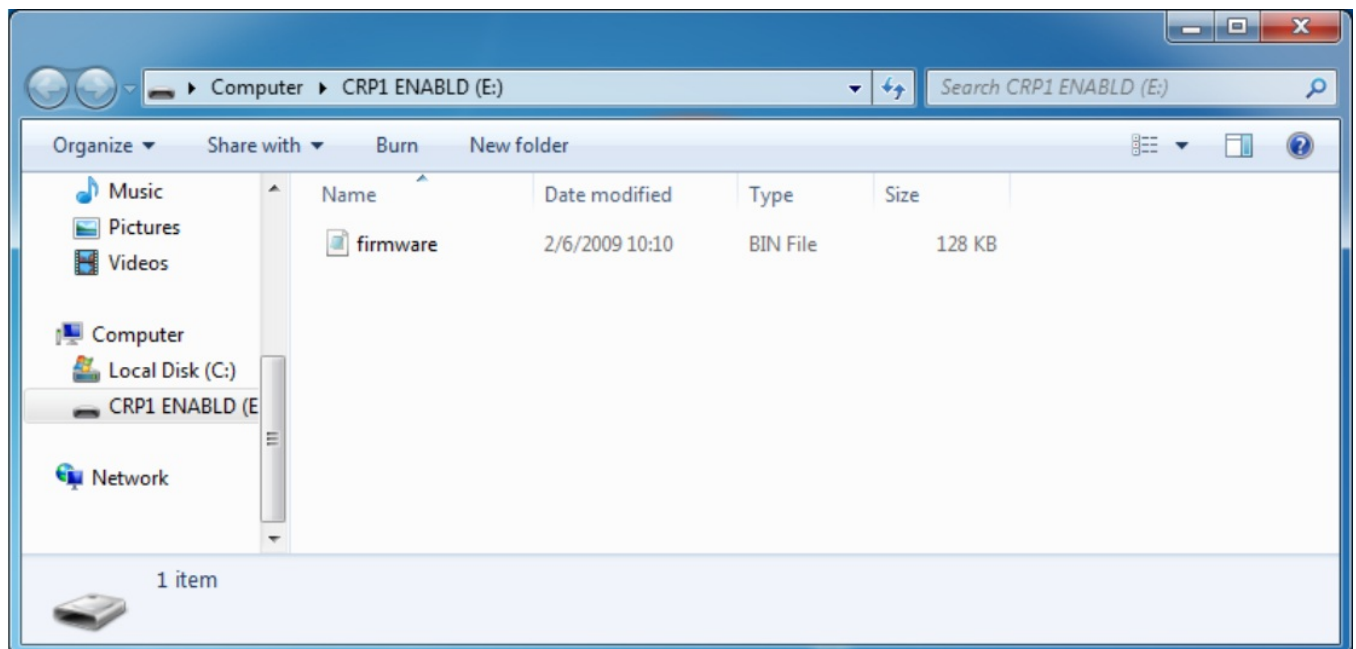 Computer CRP1 ENABLD (E:) Search CRP1 ENABLD (E:)
Organize Share with Burn New folder
Music
Pictures
Videos
Computer
Local Disk (C:)
CRP1 ENABLD (E
Network
Name Date modified Type Size
firmware 2/6/2009 10:10 BIN File 128 KB
1 item